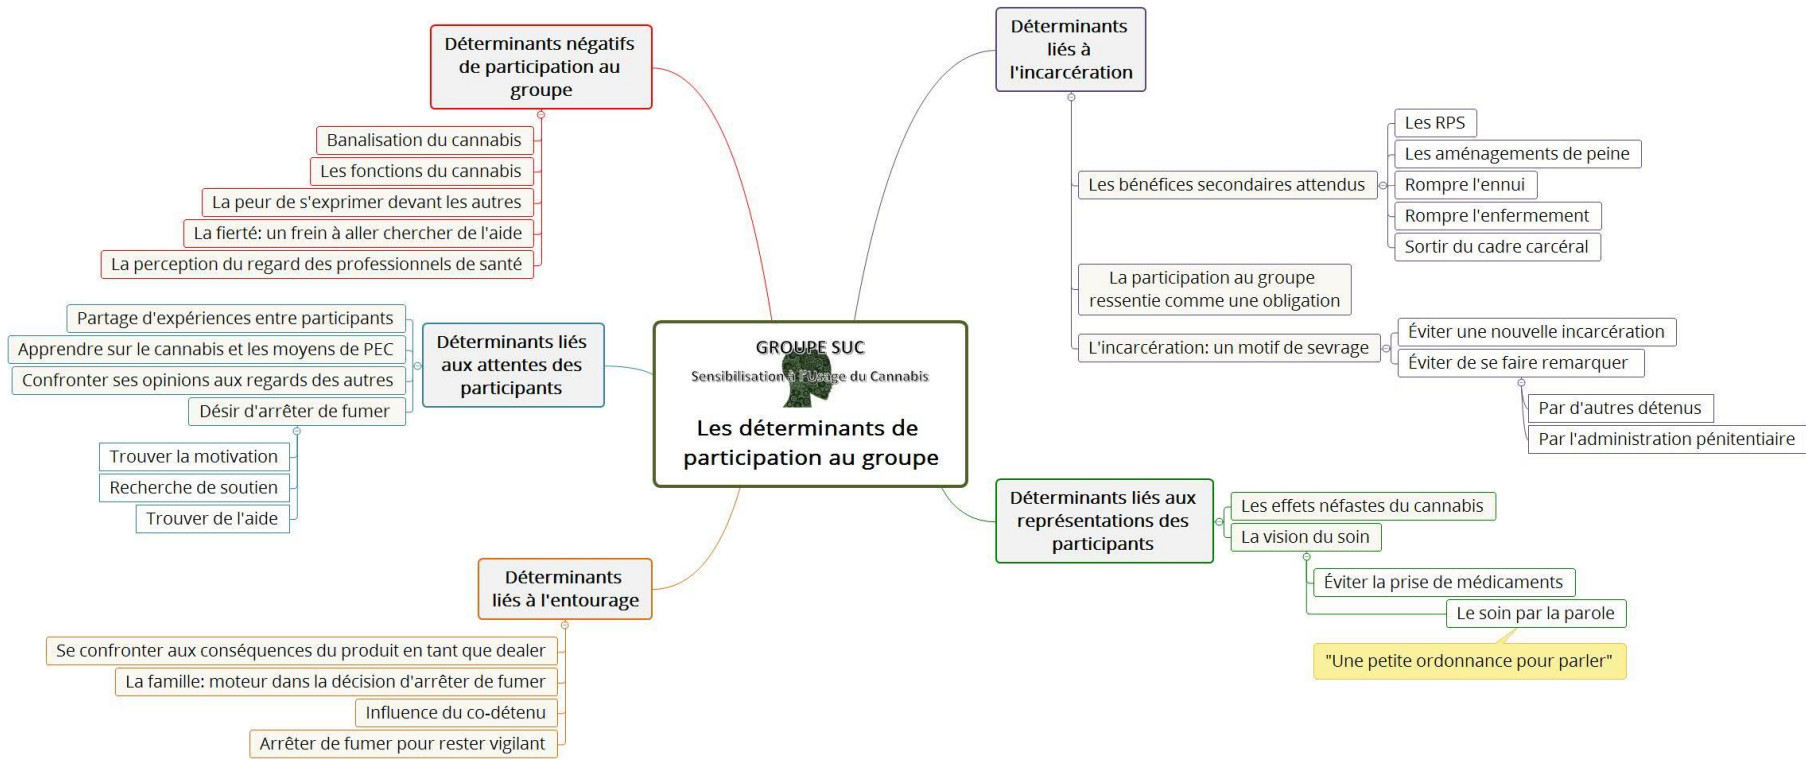 Déterminants négatifs
de participation au
groupe
Banalisation du cannabis
Les fonctions du cannabis
La peur de s'exprimer devant les autres
La fierté: un frein à aller chercher de l'aide
La perception du regard des professionnels de santé
Partage d'expériences entre participants
Apprendre sur le cannabis et les moyens de PEC
Confronter ses opinions aux regards des autres
Désir d'arrêter de fumer
Trouver la motivation
Recherche de soutien
Trouver de l'aide
Déterminants liés
aux attentes des
participants
Déterminants
liés à l'entourage
Se confronter aux conséquences du produit en tant que dealer
La famille: moteur dans la décision d'arrêter de fumer
Influence du co-détenu
Arrêter de fumer pour rester vigilant
GROUPE SUC
Sensibilisation à l'Usage du Cannabis
Les déterminants de
participation au groupe
Déterminants
liés à
l'incarcération
Les bénéfices secondaires attendus
Les RPS
Les aménagements de peine
Rompre l'ennui
Rompre l'enfermement
Sortir du cadre carcéral
La participation au groupe
ressentie comme une obligation
L'incarcération: un motif de sevrage
Éviter une nouvelle incarcération
Éviter de se faire remarquer
Par d'autres détenus
Par l'administration pénitentiaire
Déterminants liés aux
représentations des
participants
Les effets néfastes du cannabis
La vision du soin
Éviter la prise de médicaments
Le soin par la parole
"Une petite ordonnance pour parler"